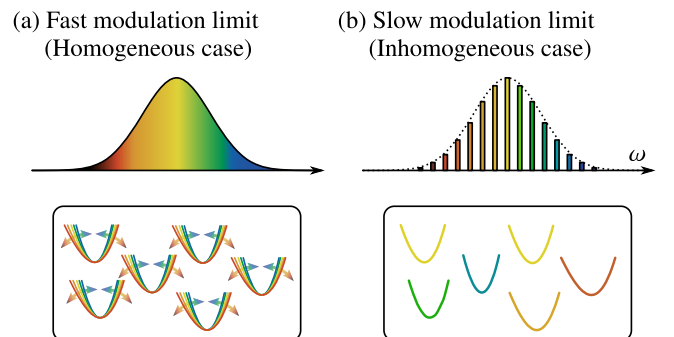 (a) Fast modulation limit
(Homogeneous case)
(b) Slow modulation limit
(Inhomogeneous case)
ω